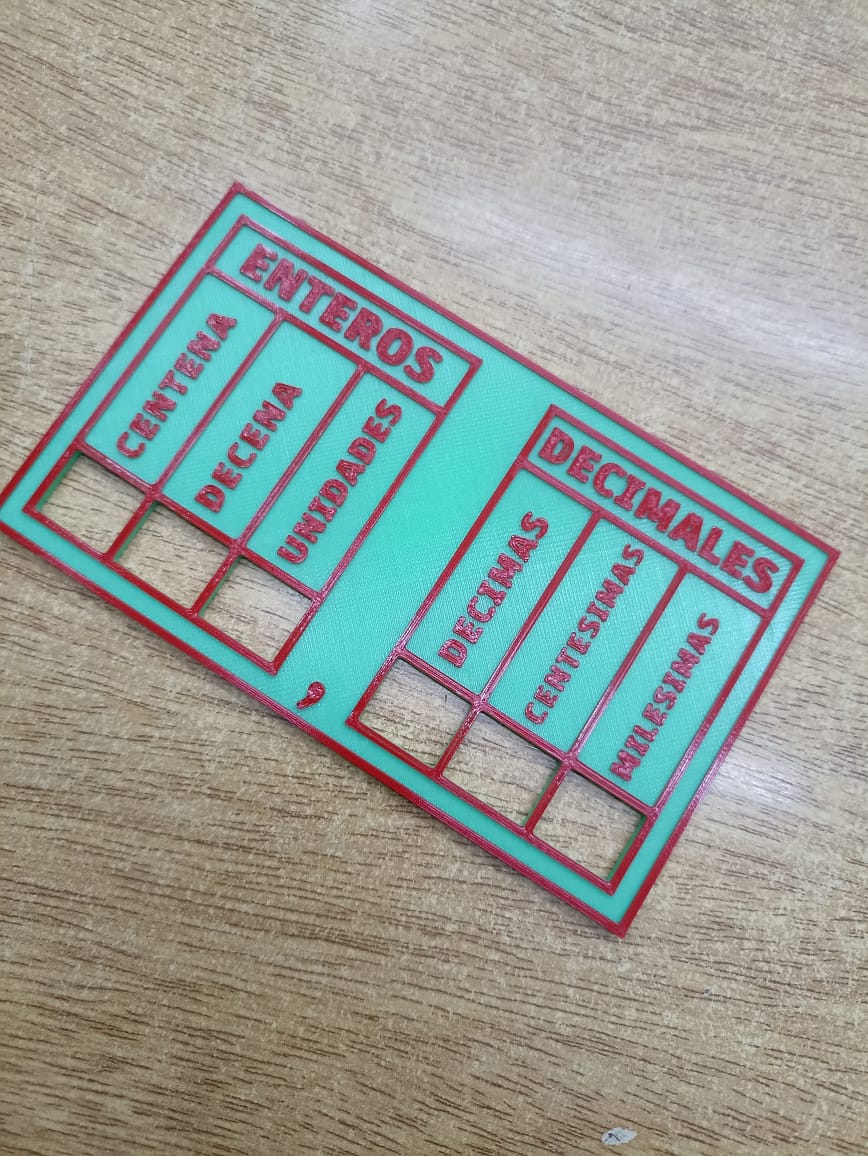 ENTEROS
CENTENA
DECENA
UNIDADES
,
DECIMALES
DECIMAS
CENTESIMAS
MILESIMAS